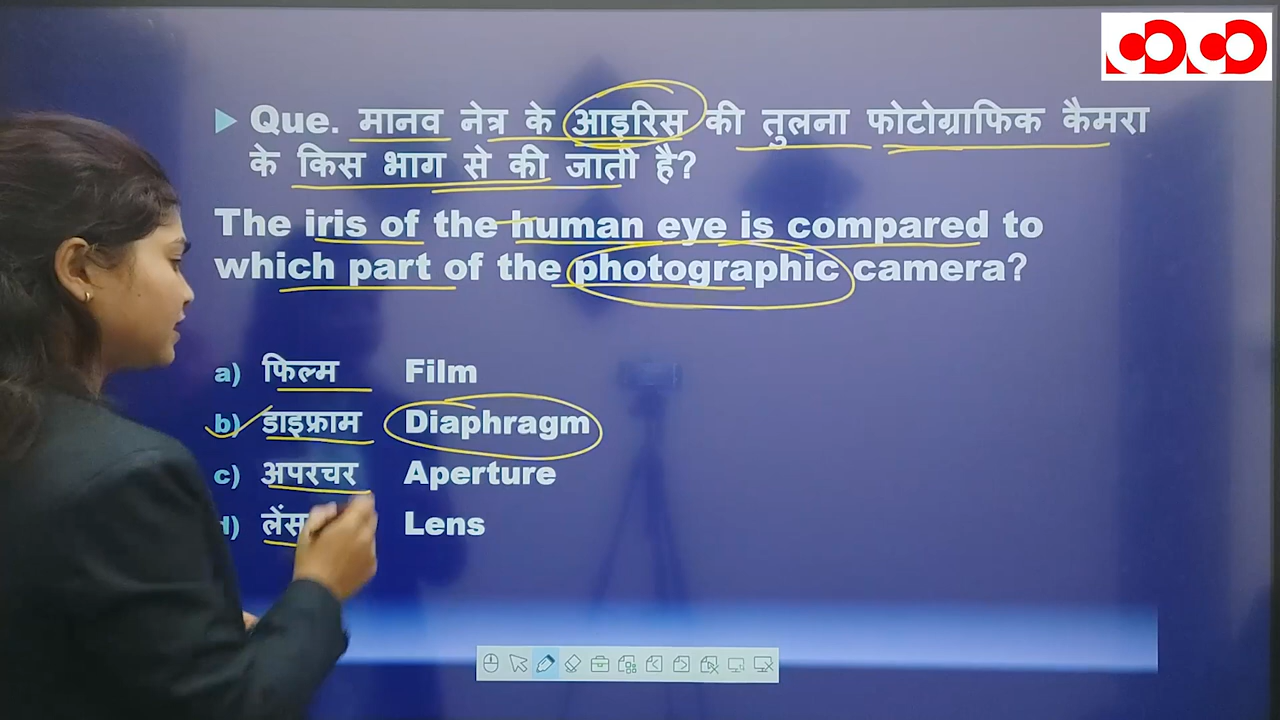 Que. मानव नेत्र के आइरिस की तुलना फोटोग्राफिक कैमरा
के किस भाग से की जाती है?
The iris of the human eye is compared to
which part of the photographic camera?
a) फिल्म Film
b) डाइफ्राम Diaphragm
c) अपरचर Aperture
d) लेंस Lens